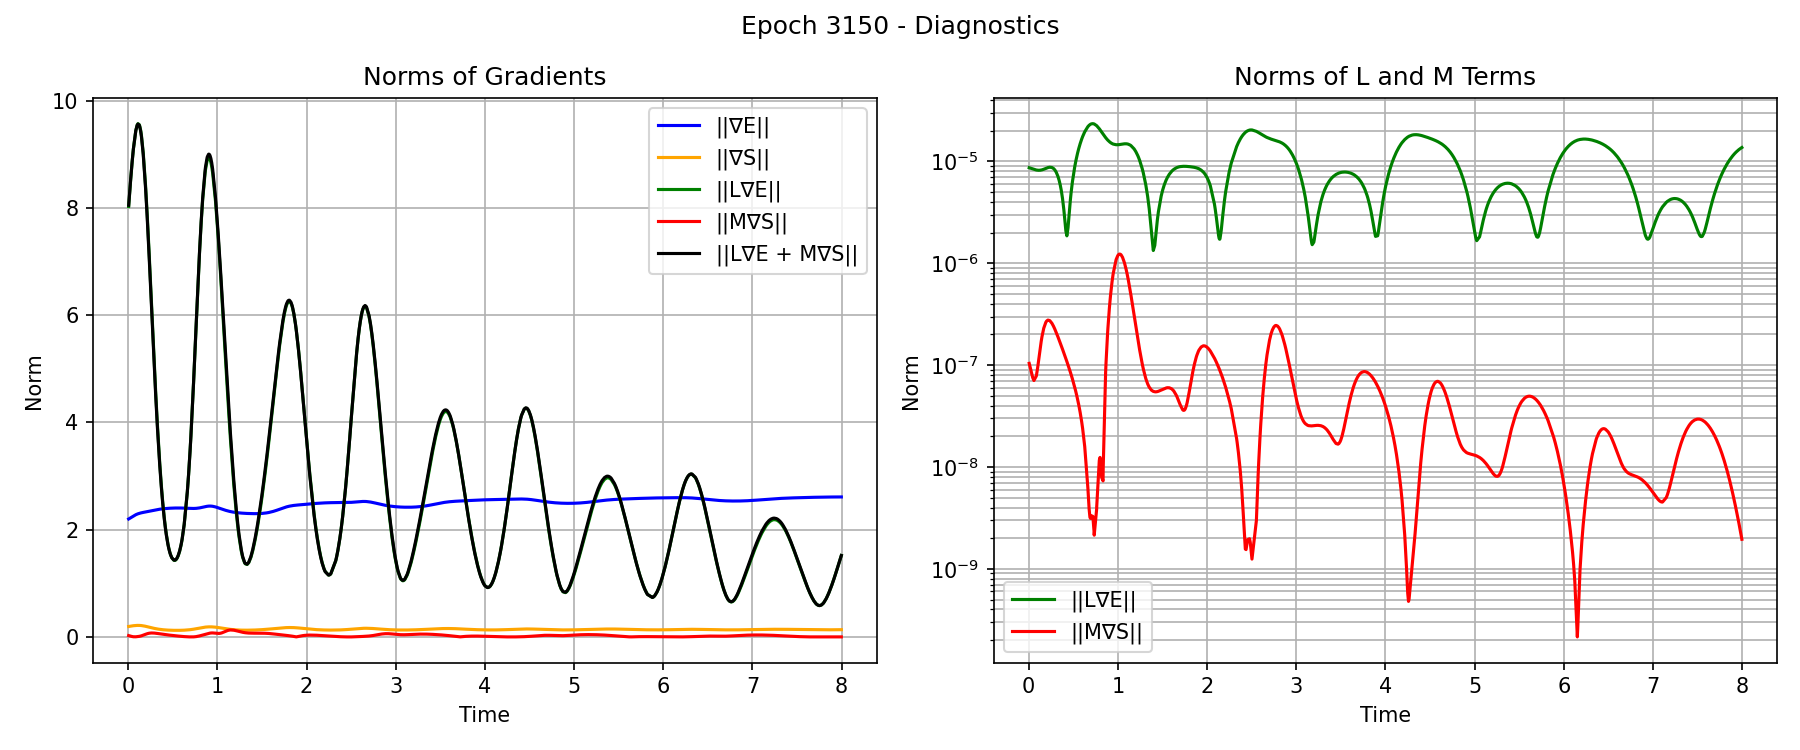 Epoch 3150 - Diagnostics
Norms of Gradients
Norm
10
8
6
4
2
0
0 1 2 3 4 5 6 7 8
Time
||∇E||
||∇S||
||L∇E||
||M∇S||
||L∇E + M∇S||
Norms of L and M Terms
Norm
10⁻⁵
10⁻⁶
10⁻⁷
10⁻⁸
10⁻⁹
0 1 2 3 4 5 6 7 8
Time
||L∇E||
||M∇S||